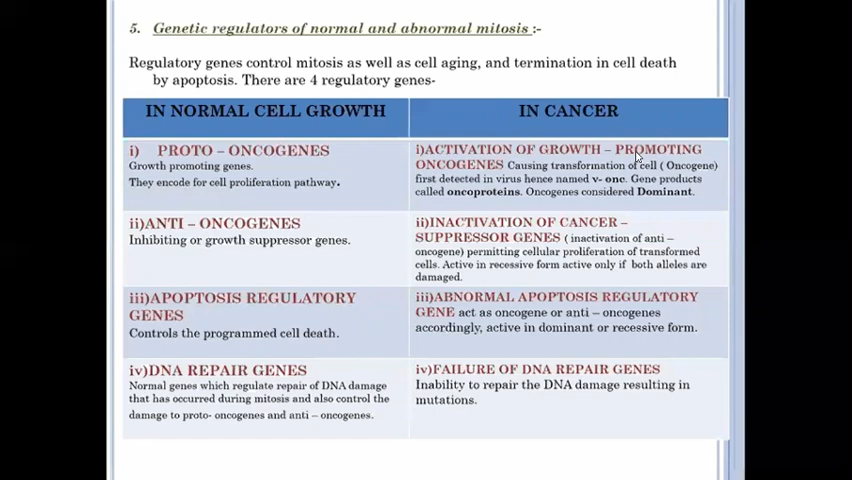 5. Genetic regulators of normal and abnormal mitosis :-
Regulatory genes control mitosis as well as cell aging, and termination in cell death
by apoptosis. There are 4 regulatory genes-
IN NORMAL CELL GROWTH
IN CANCER
i) PROTO – ONCOGENES
Growth promoting genes.
They encode for cell proliferation pathway.
i)ACTIVATION OF GROWTH – PROMOTING
ONCOGENES Causing transformation of cell ( Oncogene)
first detected in virus hence named v- onc. Gene products
called oncoproteins. Oncogenes considered Dominant.
ii)ANTI – ONCOGENES
Inhibiting or growth suppressor genes.
ii)INACTIVATION OF CANCER –
SUPPRESSOR GENES ( inactivation of anti –
oncogene) permitting cellular proliferation of transformed
cells. Active in recessive form active only if both alleles are
damaged.
iii)APOPTOSIS REGULATORY
GENES
Controls the programmed cell death.
iii)ABNORMAL APOPTOSIS REGULATORY
GENE act as oncogene or anti – oncogenes
accordingly, active in dominant or recessive form.
iv)DNA REPAIR GENES
Normal genes which regulate repair of DNA damage
that has occurred during mitosis and also control the
damage to proto- oncogenes and anti – oncogenes.
iv)FAILURE OF DNA REPAIR GENES
Inability to repair the DNA damage resulting in
mutations.